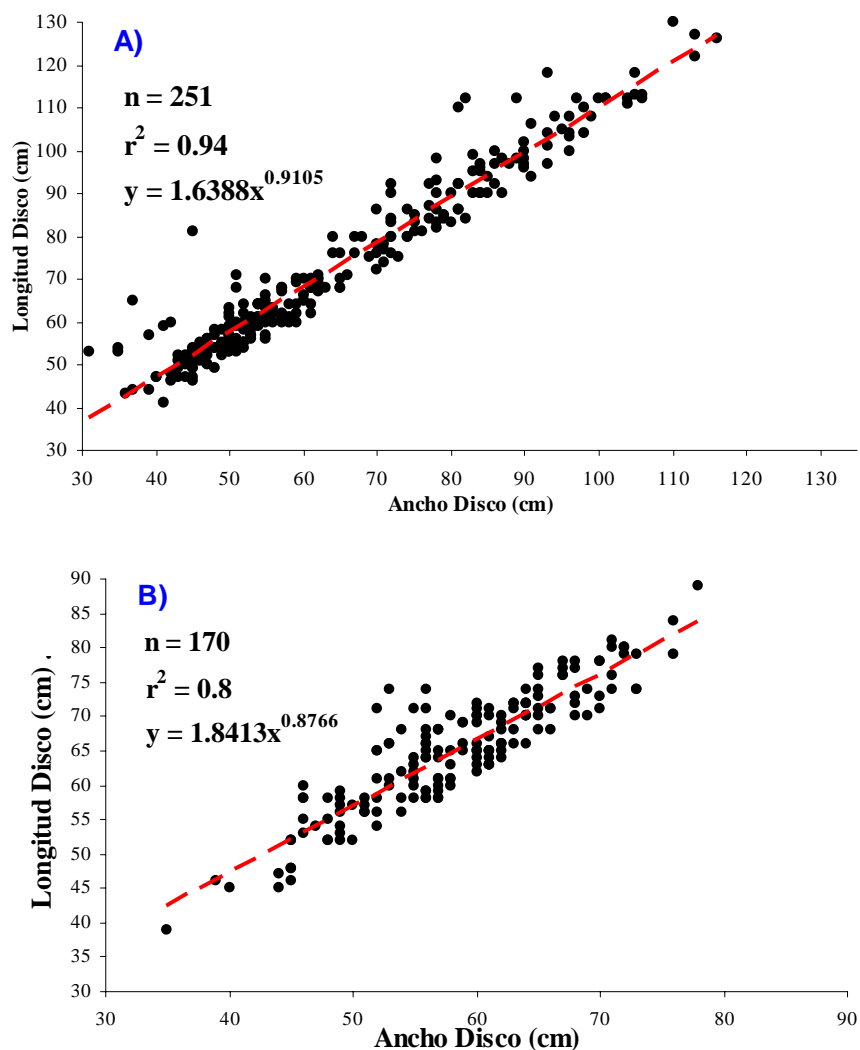 A)
n = 251
r² = 0.94
y = 1.6388x^0.9105
Longitud Disco (cm)
130
120
110
100
90
80
70
60
50
40
30
30 40 50 60 70 80 90 100 110 120 130
Ancho Disco (cm)
B)
n = 170
r² = 0.8
y = 1.8413x^0.8766
Longitud Disco (cm) .
90
85
80
75
70
65
60
55
50
45
40
35
30
30 40 50 60 70 80 90
Ancho Disco (cm)